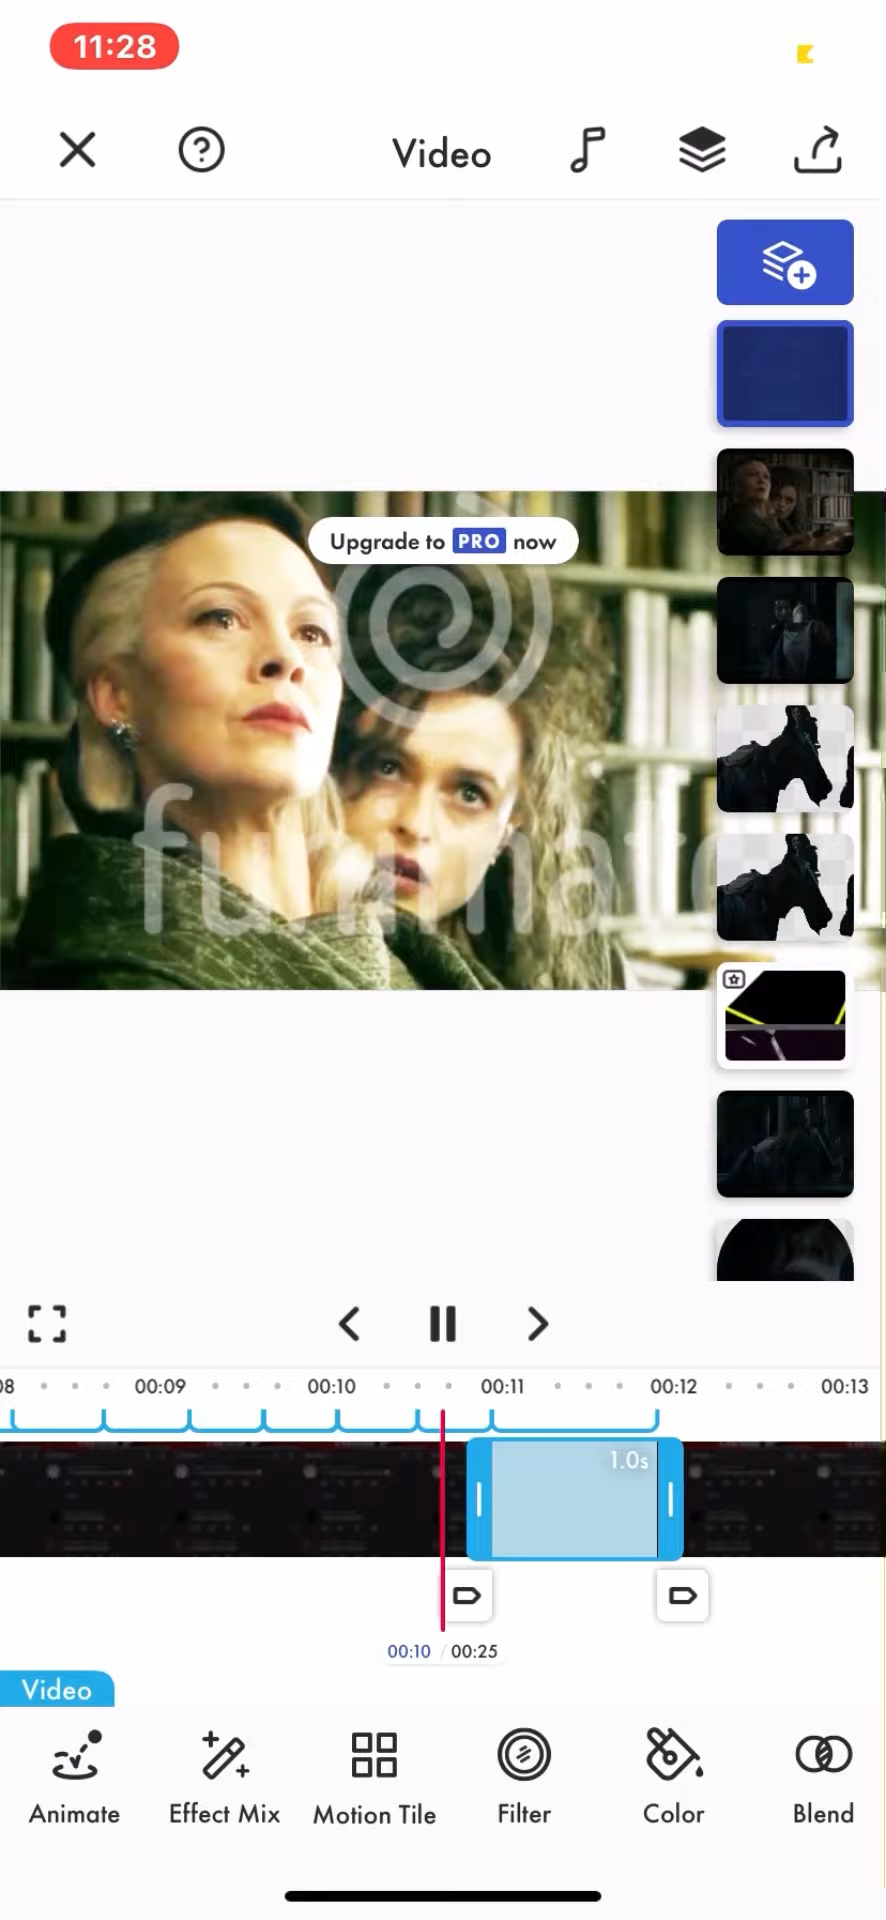 11:28
Video
Upgrade to PRO now
funimate
08 00:09 00:10 00:11 00:12 00:13
1.0s
00:10 / 00:25
Video
Animate Effect Mix Motion Tile Filter Color Blend